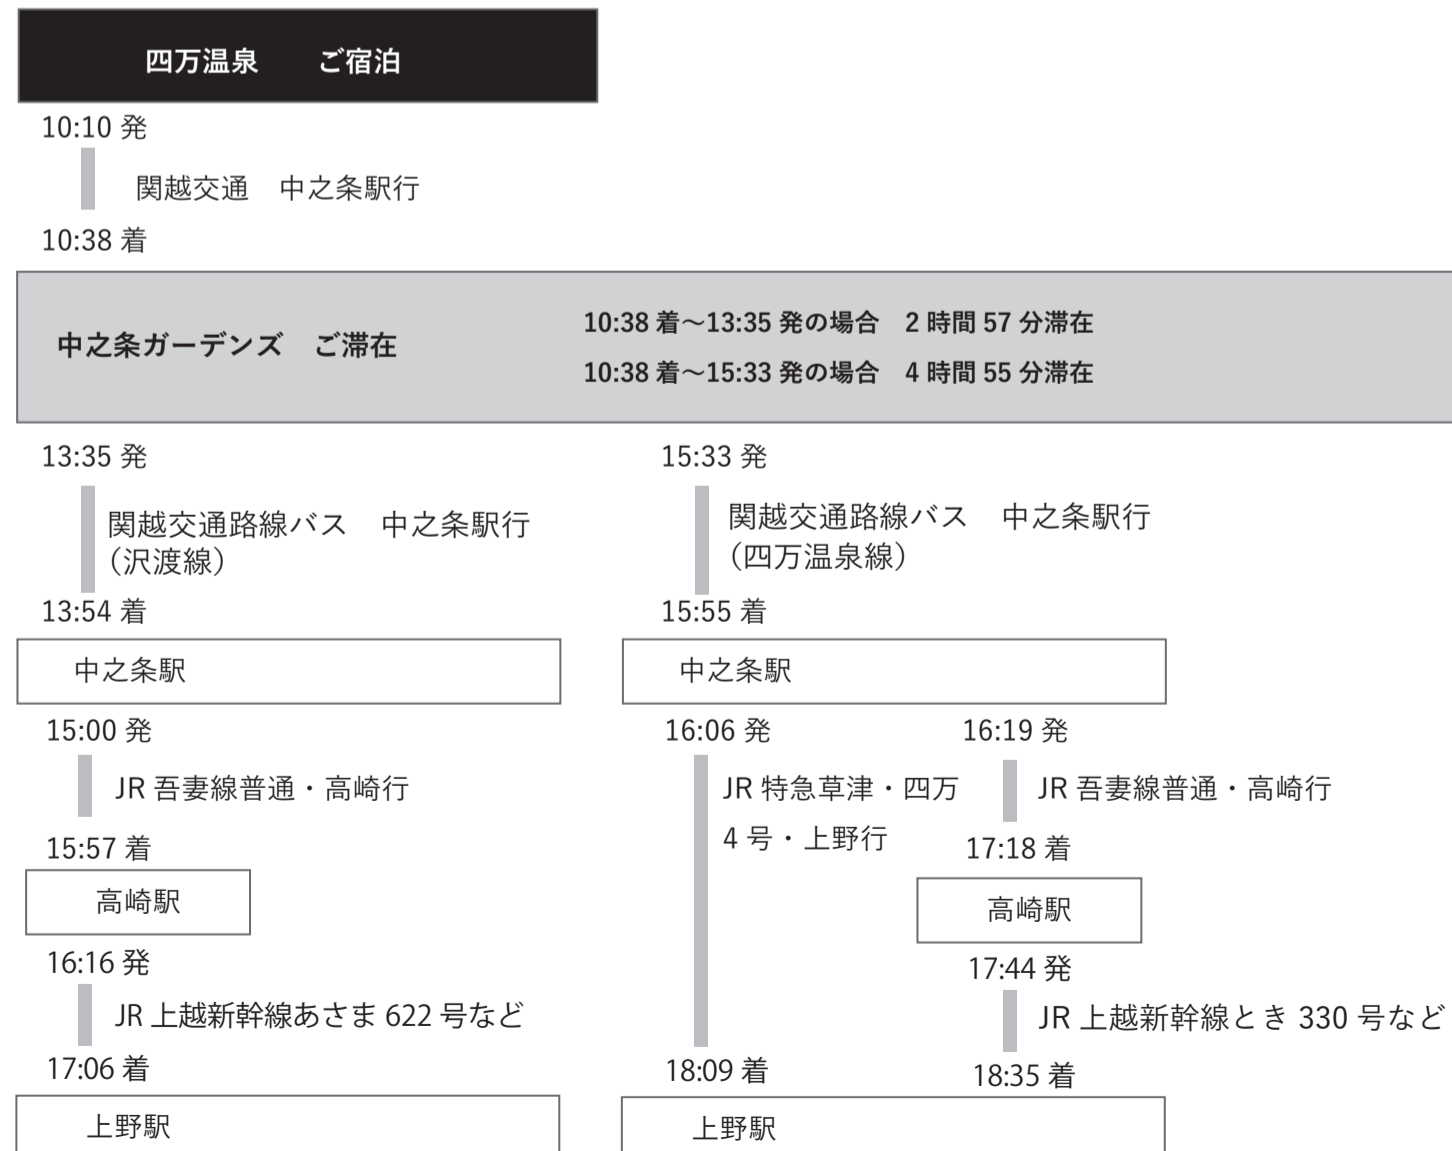 四万温泉　ご宿泊
10:10 発
関越交通　中之条駅行
10:38 着
中之条ガーデンズ　ご滞在
10:38 着～13:35 発の場合　2 時間 57 分滞在
10:38 着～15:33 発の場合　4 時間 55 分滞在
13:35 発
関越交通路線バス　中之条駅行
（沢渡線）
13:54 着
中之条駅
15:00 発
JR 吾妻線普通・高崎行
15:57 着
高崎駅
16:16 発
JR 上越新幹線あさま 622 号など
17:06 着
上野駅
15:33 発
関越交通路線バス　中之条駅行
（四万温泉線）
15:55 着
中之条駅
16:06 発
JR 特急草津・四万
4 号・上野行
18:09 着
16:19 発
JR 吾妻線普通・高崎行
17:18 着
高崎駅
17:44 発
JR 上越新幹線とき 330 号など
18:35 着
上野駅